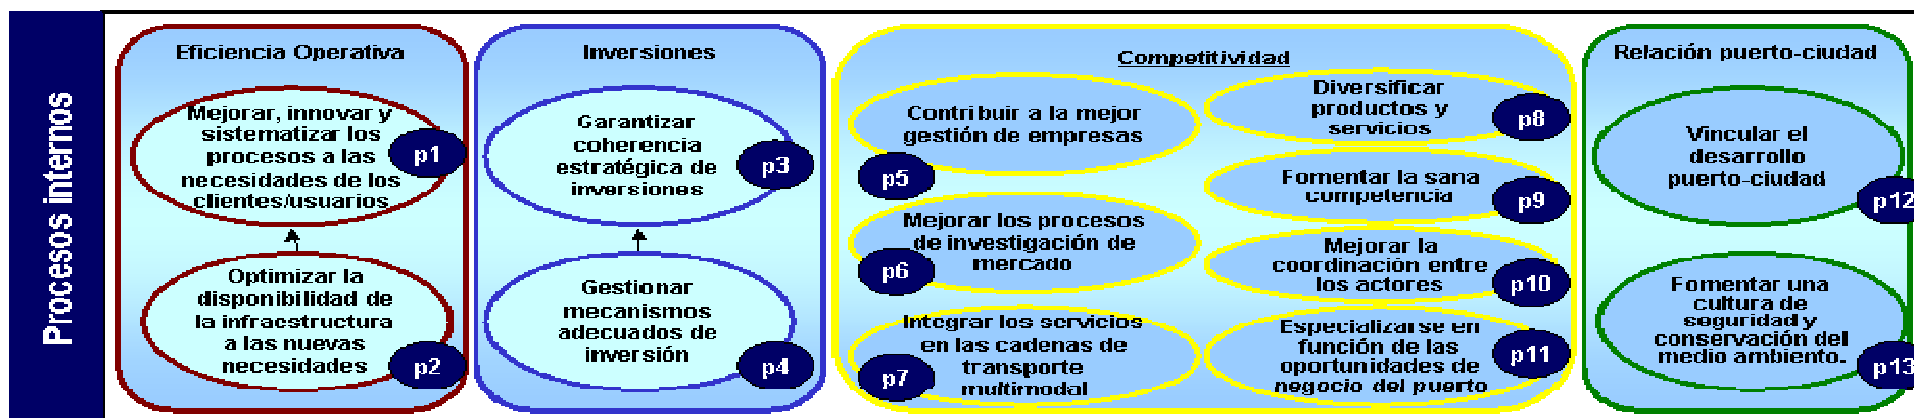 Procesos internos
Eficiencia Operativa
Mejorar, innovar y
sistematizar los
procesos a las
necesidades de los
clientes/usuarios
p1
Optimizar la
disponibilidad de
la infraestructura
a las nuevas
necesidades
p2
Inversiones
Garantizar
coherencia
estratégica de
inversiones
p3
Gestionar
mecanismos
adecuados de
inversión
p4
Competitividad
Contribuir a la mejor
gestión de empresas
p5
Mejorar los procesos
de investigación de
mercado
p6
Integrar los servicios
en las cadenas de
transporte
multimodal
p7
Diversificar
productos y
servicios
p8
Fomentar la sana
competencia
p9
Mejorar la
coordinación entre
los actores
p10
Especializarse en
función de las
oportunidades de
negocio del puerto
p11
Relación puerto-ciudad
Vincular el
desarrollo
puerto-ciudad
p12
Fomentar una
cultura de
seguridad y
conservación del
medio ambiente.
p13